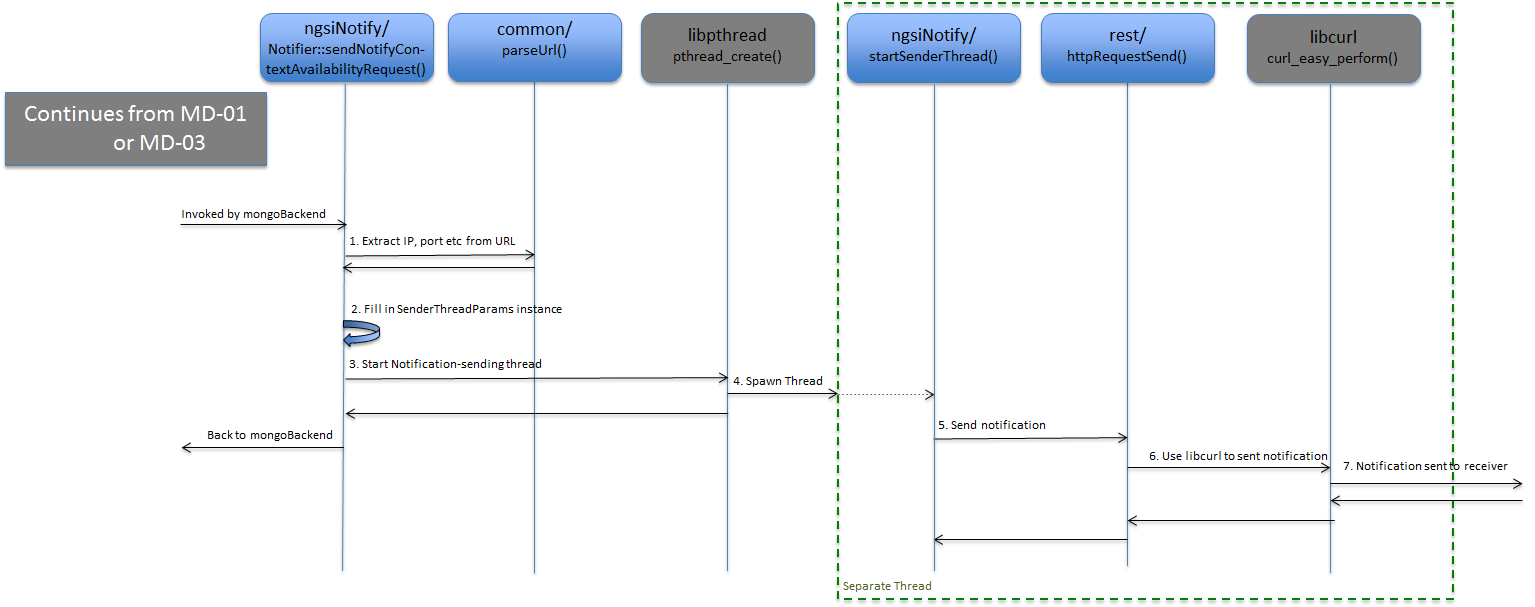 ngsiNotify/
Notifier::sendNotifyCon-
textAvailabilityRequest()
common/
parseUrl()
libpthread
pthread_create()
ngsiNotify/
startSenderThread()
rest/
httpRequestSend()
libcurl
curl_easy_perform()
Continues from MD-01
or MD-03
Invoked by mongoBackend
1. Extract IP, port etc from URL
2. Fill in SenderThreadParams instance
3. Start Notification-sending thread
4. Spawn Thread
Back to mongoBackend
5. Send notification
6. Use libcurl to sent notification
7. Notification sent to receiver
Separate Thread